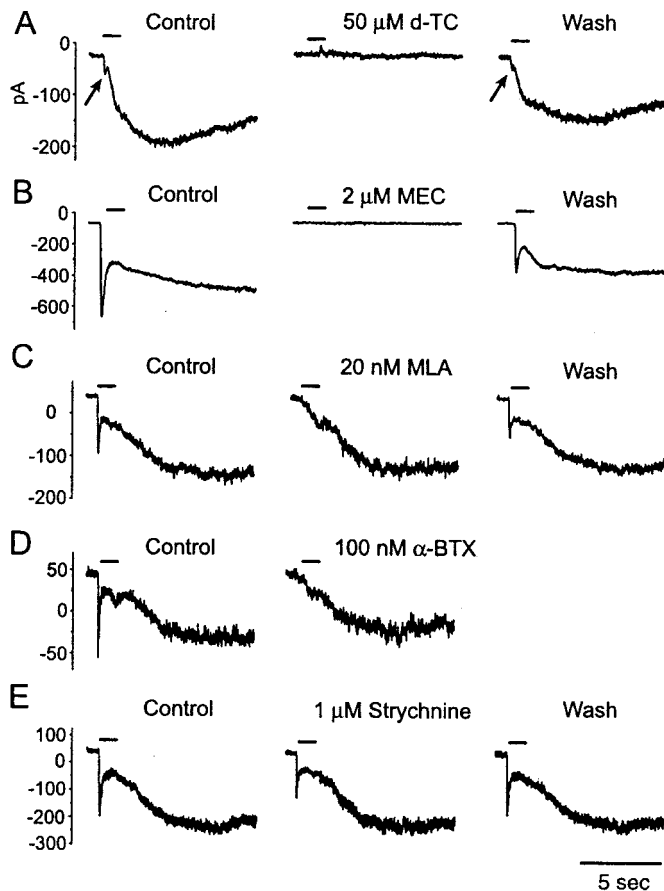 A
Control
50 μM d-TC
Wash
0
-100
-200
pA
B
Control
2 μM MEC
Wash
0
-200
-400
-600
C
Control
20 nM MLA
Wash
0
-100
-200
D
Control
100 nM α-BTX
50
0
-50
E
Control
1 μM Strychnine
Wash
100
0
-100
-200
-300
5 sec